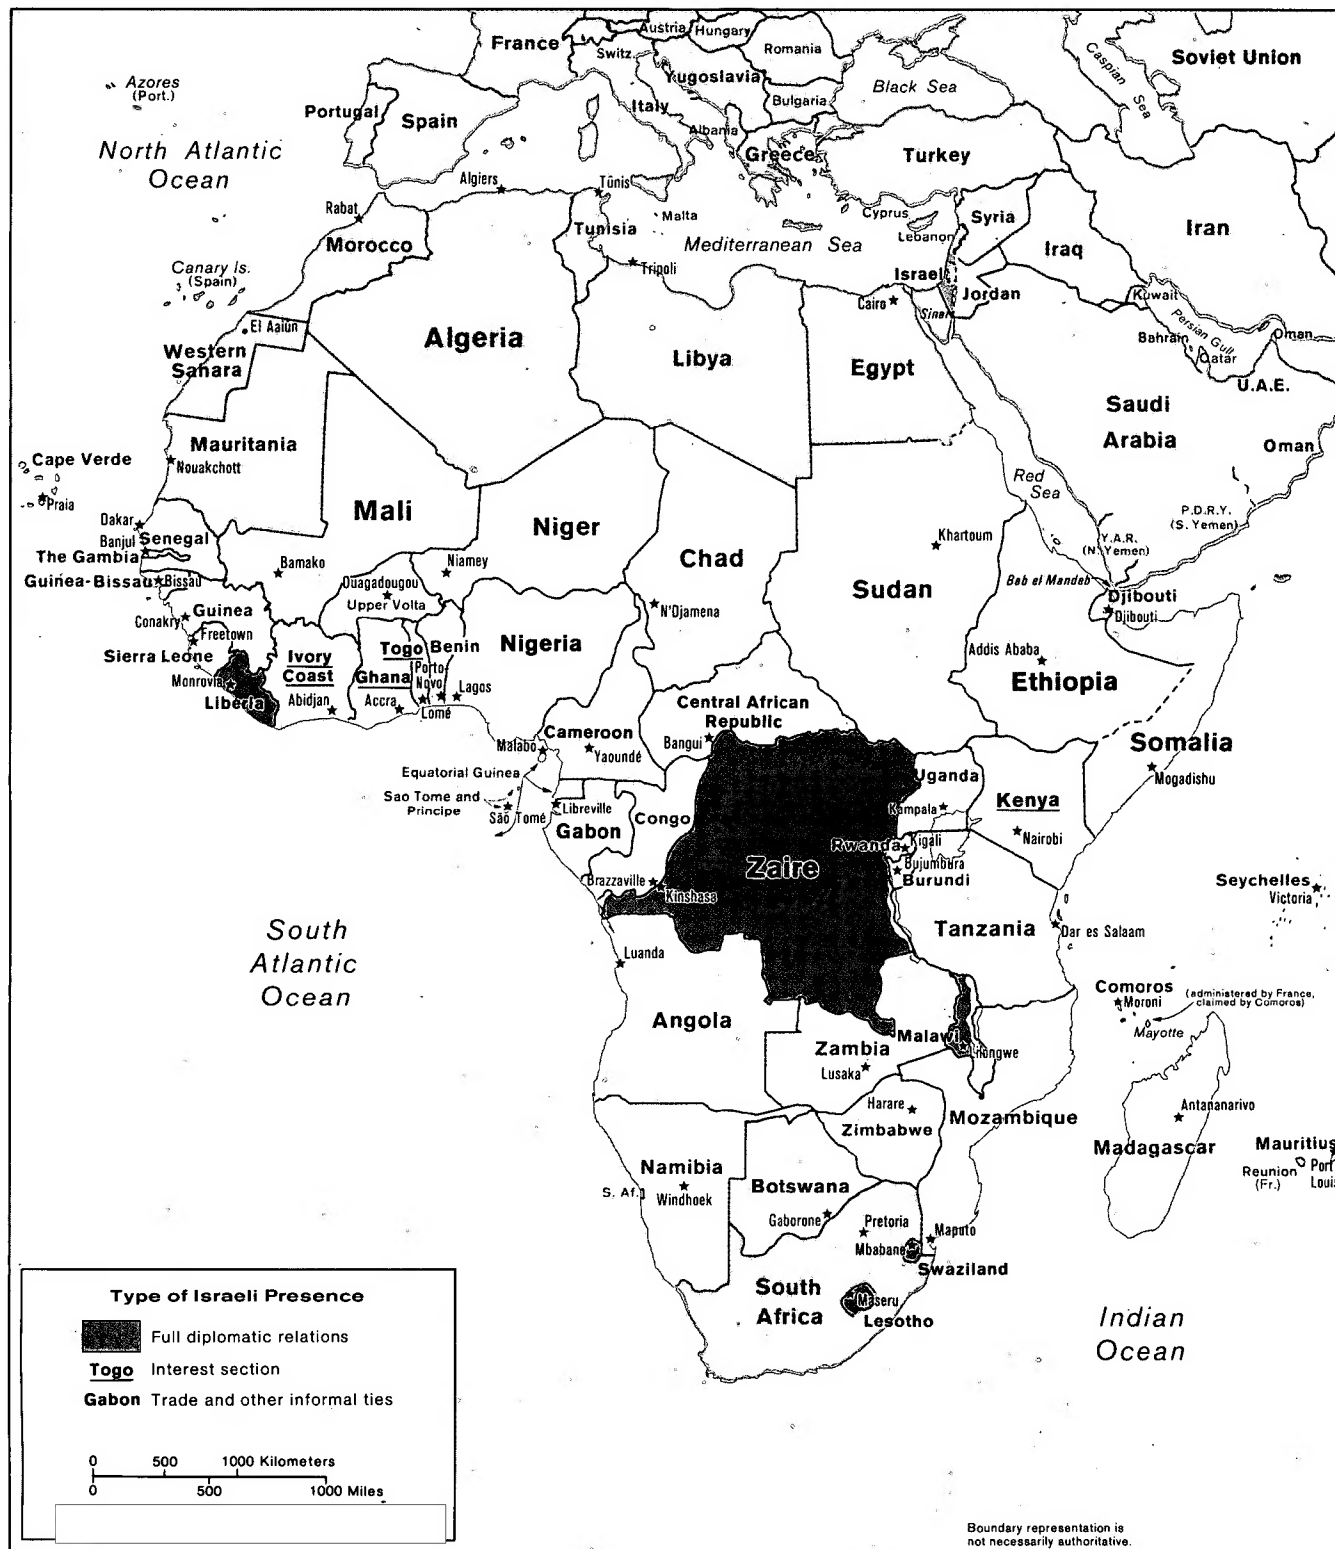 Austria
Hungary
France
Switz.
Romania
Soviet Union
Caspian
Sea
Azores
(Port.)
Yugoslavia
Black Sea
Portugal
Spain
Italy
Bulgaria
Albania
North Atlantic
Ocean
Greece
Turkey
Algiers
Tūnis
Rabat
Malta
Cyprus
Syria
Lebanon
Iran
Morocco
Tunisia
Mediterranean Sea
Iraq
Canary Is.
(Spain)
Tripoli
Israel
Jordan
Cairo
Sinai
Kuwait
Persian Gulf
El Aaiún
Algeria
Libya
Egypt
Bahrain
Qatar
Oman
Western
Sahara
U.A.E.
Saudi
Arabia
Mauritania
Nouakchott
Oman
Cape Verde
Praia
Red
Sea
Mali
Niger
Chad
P.D.R.Y.
(S. Yemen)
Dakar
Banjul
Senegal
Khartoum
Y.A.R.
(N. Yemen)
The Gambia
Bamako
Niamey
Guinea-Bissau
Bissau
Ouagadougou
Upper Volta
Sudan
Bab el Mandeb
Djibouti
Djibouti
Guinea
Conakry
Freetown
N'Djamena
Sierra Leone
Ivory
Coast
Togo
Benin
Nigeria
Addis Ababa
Ethiopia
Monrovia
Liberia
Abidjan
Ghana
Accra
Porto-
Novo
Lagos
Lomé
Central African
Republic
Cameroon
Bangui
Somalia
Malabo
Yaoundé
Mogadishu
Equatorial Guinea
Uganda
Kenya
Sao Tome and
Principe
São Tomé
Libreville
Kampala
Congo
Gabon
Nairobi
Rwanda
Kigali
Zaire
Bujumbura
Burundi
Brazzaville
Kinshasa
Seychelles
Victoria
South
Atlantic
Ocean
Tanzania
Dar es Salaam
Luanda
Comoros
Moroni
(administered by France,
claimed by Comoros)
Mayotte
Angola
Malawi
Lilongwe
Zambia
Lusaka
Harare
Mozambique
Antananarivo
Zimbabwe
Madagascar
Mauritius
Port
Louis
Reunion
(Fr.)
Namibia
Windhoek
S. Af.
Botswana
Gaborone
Pretoria
Maputo
Mbabane
Swaziland
South
Africa
Maseru
Lesotho
Indian
Ocean
Type of Israeli Presence
Full diplomatic relations
Togo Interest section
Gabon Trade and other informal ties
0 500 1000 Kilometers
0 500 1000 Miles
Boundary representation is
not necessarily authoritative.